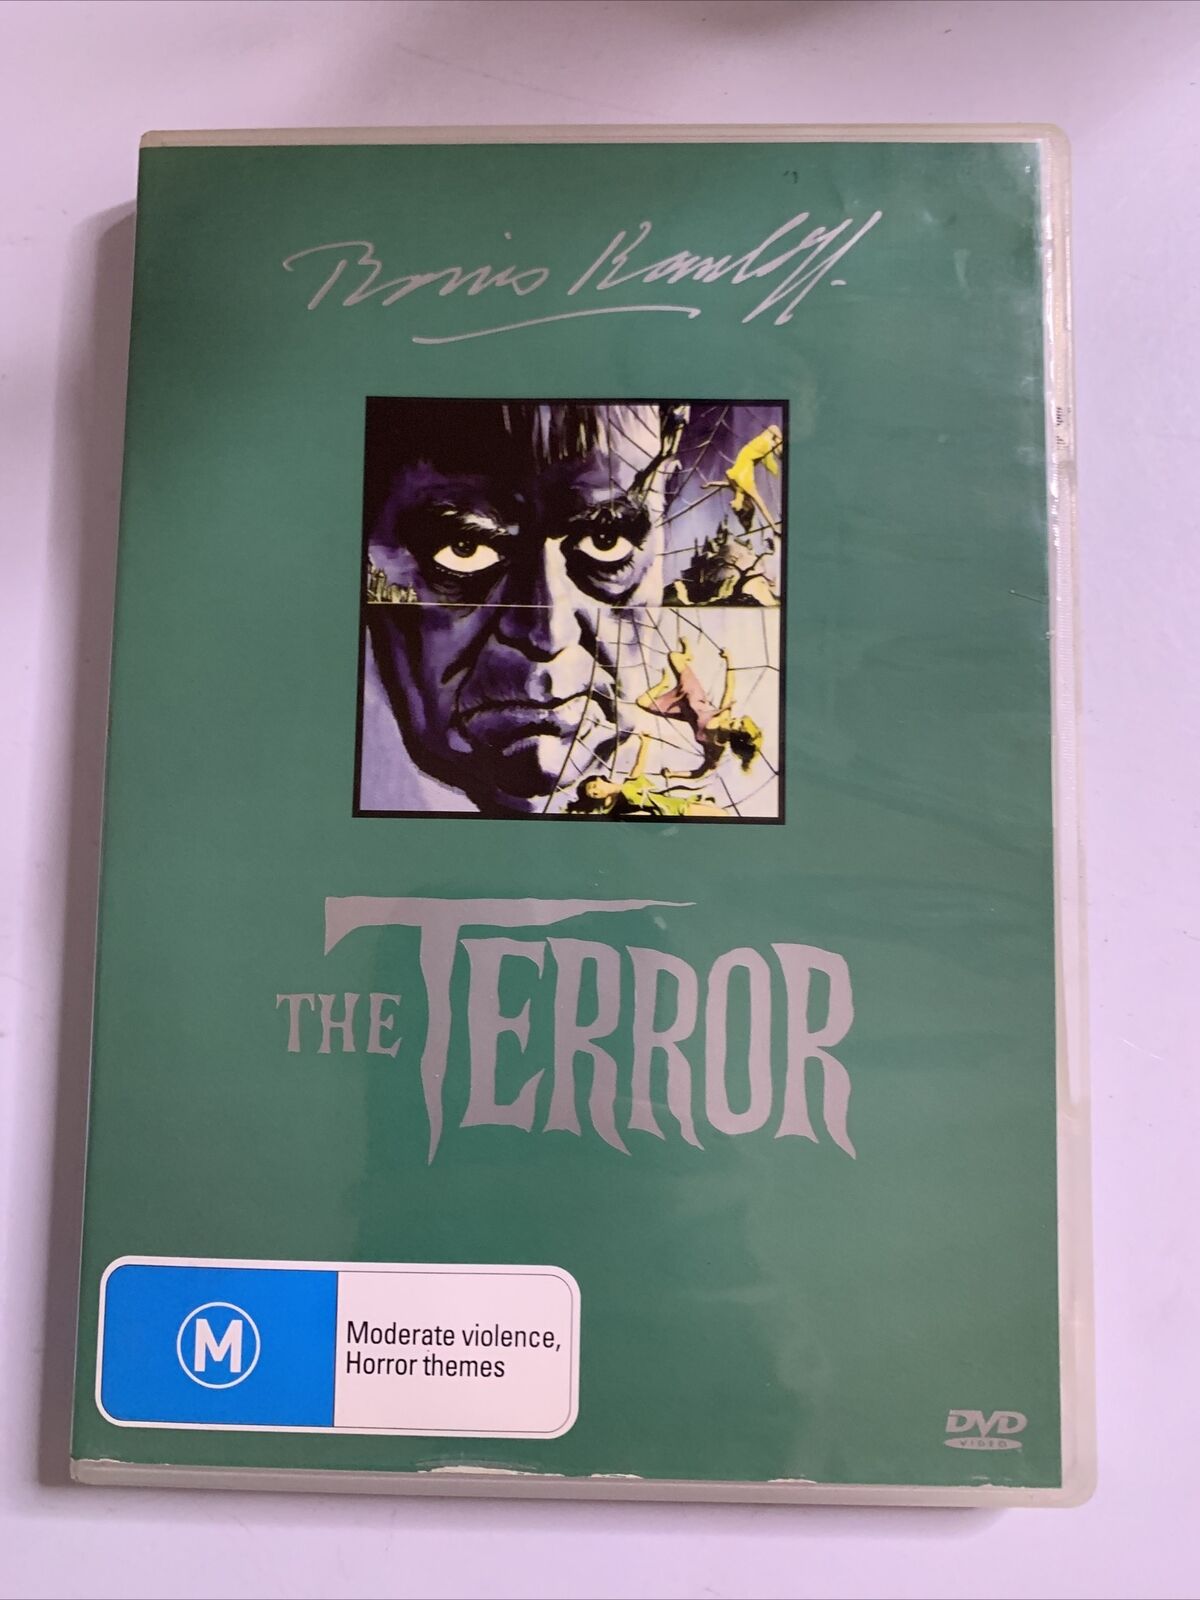 Boris Karloff.
THE TERROR
M
Moderate violence,
Horror themes
DVD
VIDEO